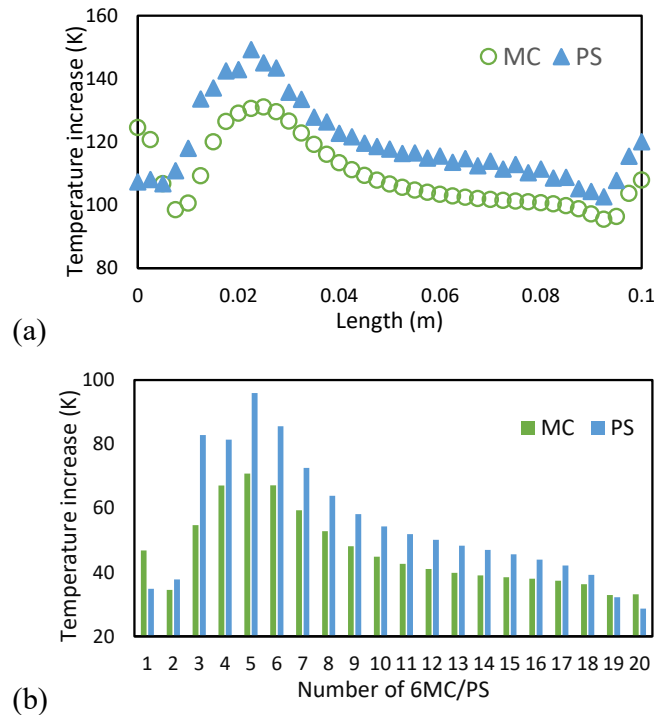 160
140
120
100
80
Temperature increase (K)
MC PS
0 0.02 0.04 0.06 0.08 0.1
Length (m)
(a)
100
80
60
40
20
Temperature increase (K)
MC PS
1 2 3 4 5 6 7 8 9 10 11 12 13 14 15 16 17 18 19 20
Number of 6MC/PS
(b)